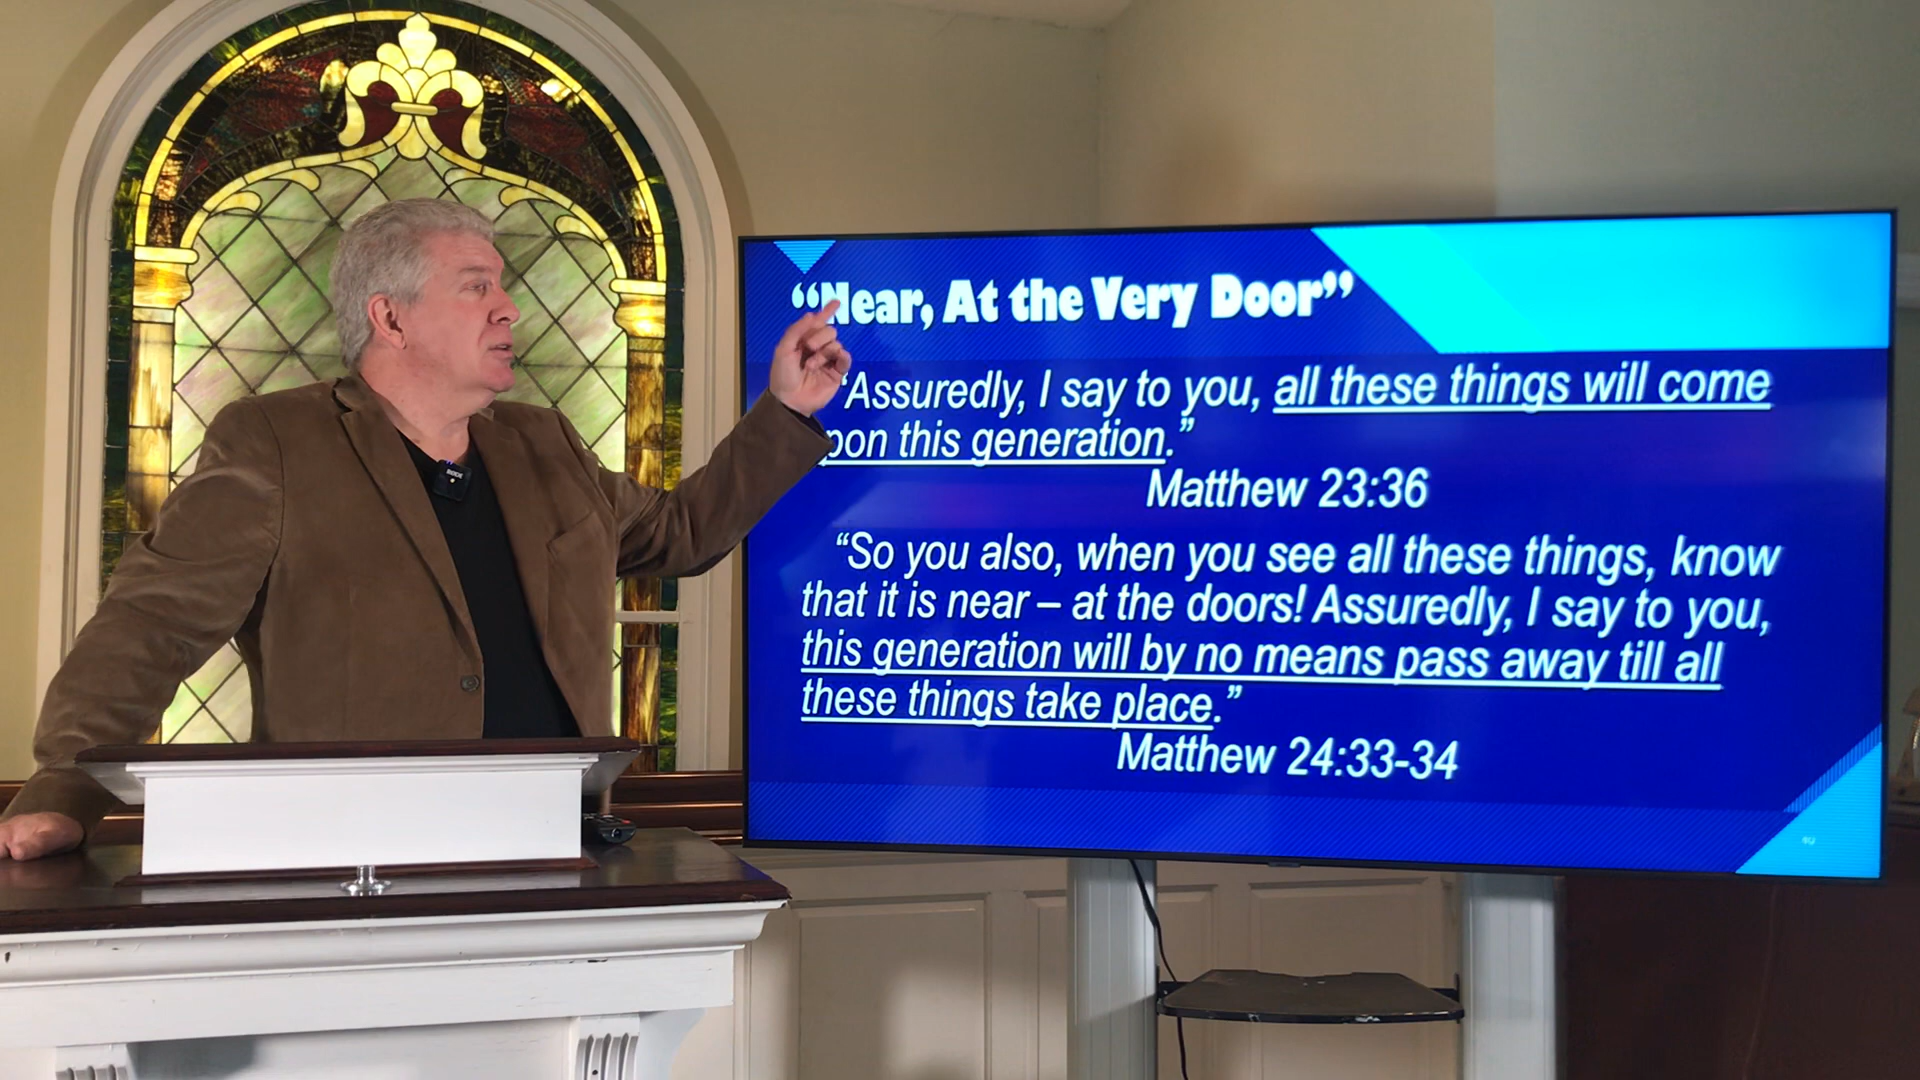 “Near, At the Very Door”
“Assuredly, I say to you, all these things will come
pon this generation.”
Matthew 23:36
“So you also, when you see all these things, know
that it is near – at the doors! Assuredly, I say to you,
this generation will by no means pass away till all
these things take place.”
Matthew 24:33-34